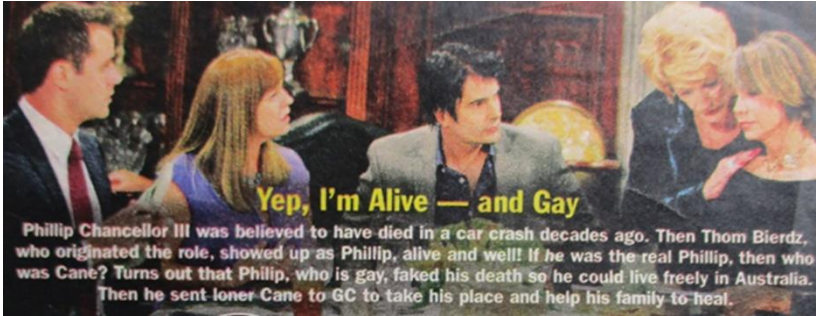 Yep, I'm Alive — and Gay
Phillip Chancellor III was believed to have died in a car crash decades ago. Then Thom Bierdz,
who originated the role, showed up as Phillip, alive and well! If he was the real Phillip, then who
was Cane? Turns out that Philip, who is gay, faked his death so he could live freely in Australia.
Then he sent loner Cane to GC to take his place and help his family to heal.